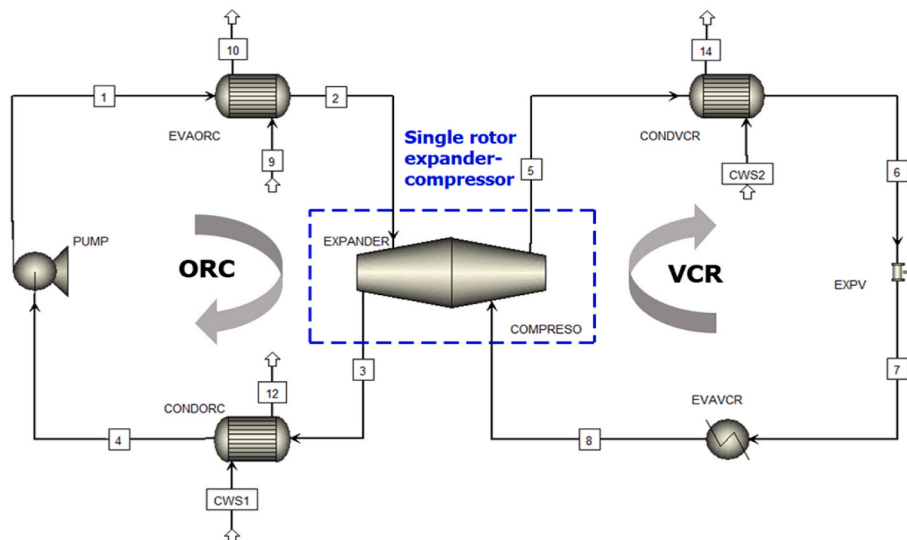 10
14
1
2
EVAORC
CONDVCR
Single rotor
expander-
compressor
9
5
CWS2
6
PUMP
EXPANDER
ORC
VCR
EXPV
COMPRESO
3
12
7
CONDORC
EVAVCR
4
8
CWS1